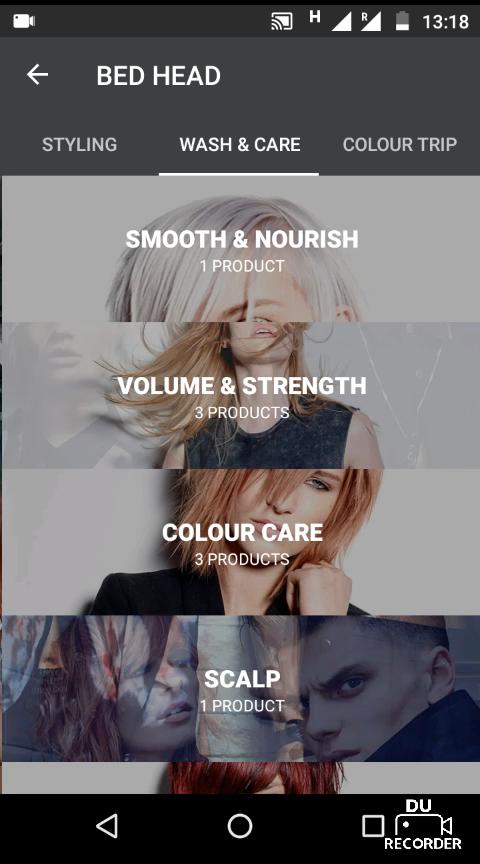 H R 13:18
BED HEAD
STYLING WASH & CARE COLOUR TRIP
SMOOTH & NOURISH
1 PRODUCT
VOLUME & STRENGTH
3 PRODUCTS
COLOUR CARE
3 PRODUCTS
SCALP
1 PRODUCT
DU
RECORDER